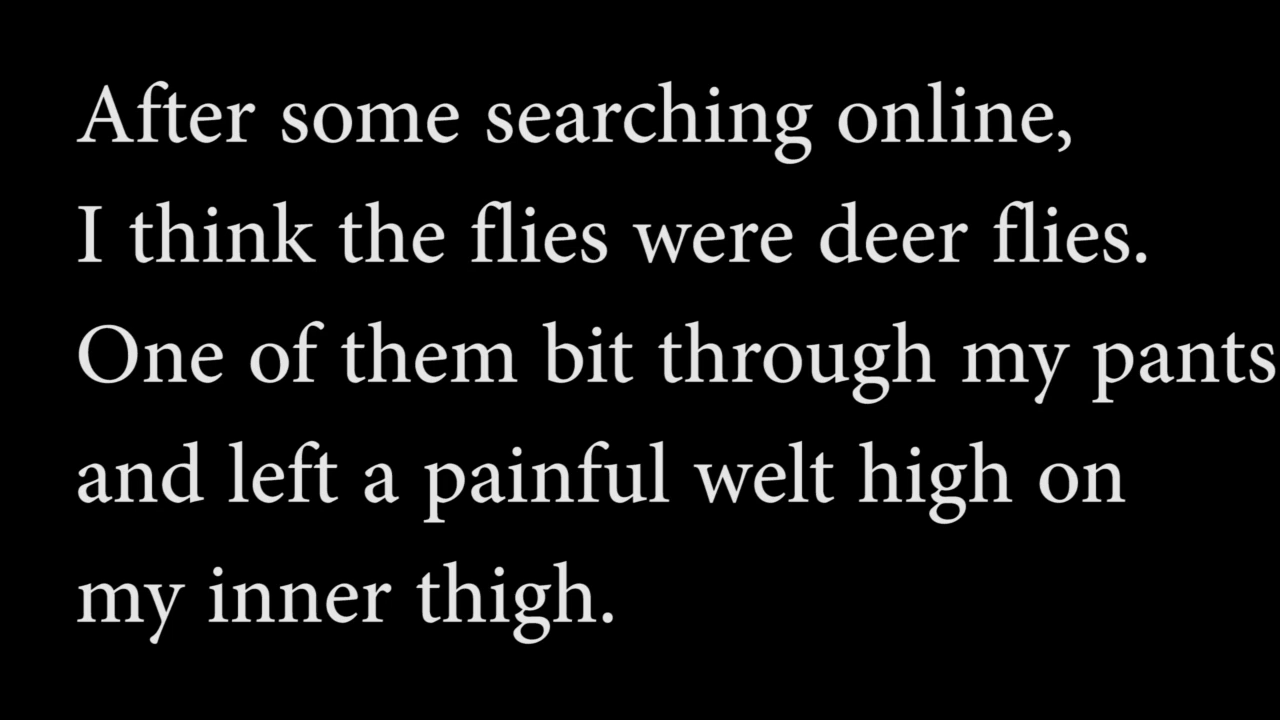 After some searching online,
I think the flies were deer flies.
One of them bit through my pants
and left a painful welt high on
my inner thigh.